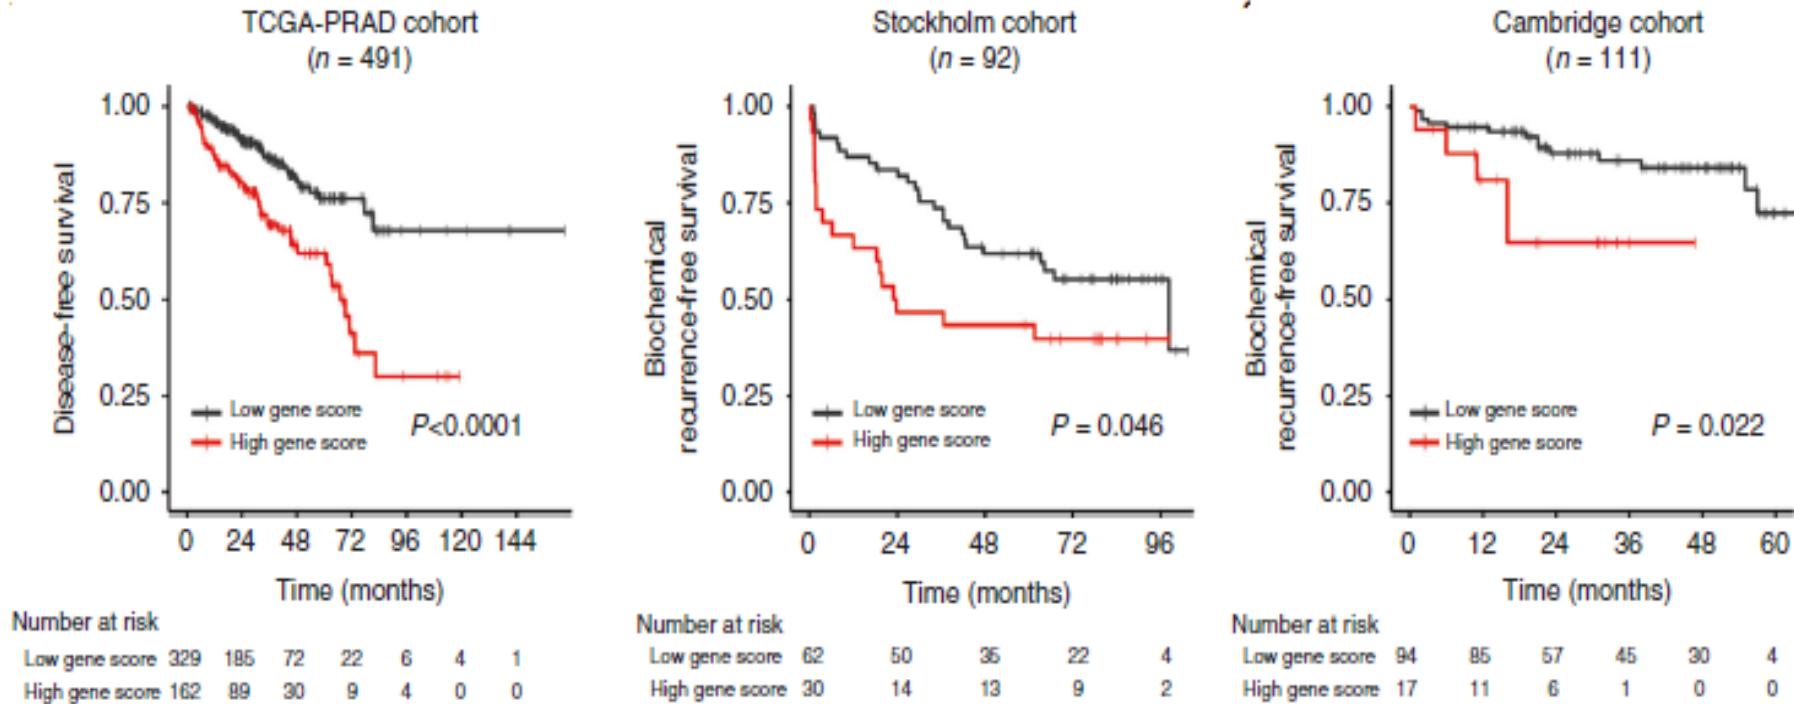 TCGA-PRAD cohort
(n = 491)
1.00
0.75
0.50
0.25
0.00
Disease-free survival
Low gene score
High gene score
P<0.0001
0 24 48 72 96 120 144
Time (months)
Number at risk
Low gene score 329 185 72 22 6 4 1
High gene score 162 89 30 9 4 0 0
Stockholm cohort
(n = 92)
1.00
0.75
0.50
0.25
0.00
Biochemical
recurrence-free survival
Low gene score
High gene score
P = 0.046
0 24 48 72 96
Time (months)
Number at risk
Low gene score 62 50 35 22 4
High gene score 30 14 13 9 2
Cambridge cohort
(n = 111)
1.00
0.75
0.50
0.25
0.00
Biochemical
recurrence-free survival
Low gene score
High gene score
P = 0.022
0 12 24 36 48 60
Time (months)
Number at risk
Low gene score 94 85 57 45 30 4
High gene score 17 11 6 1 0 0